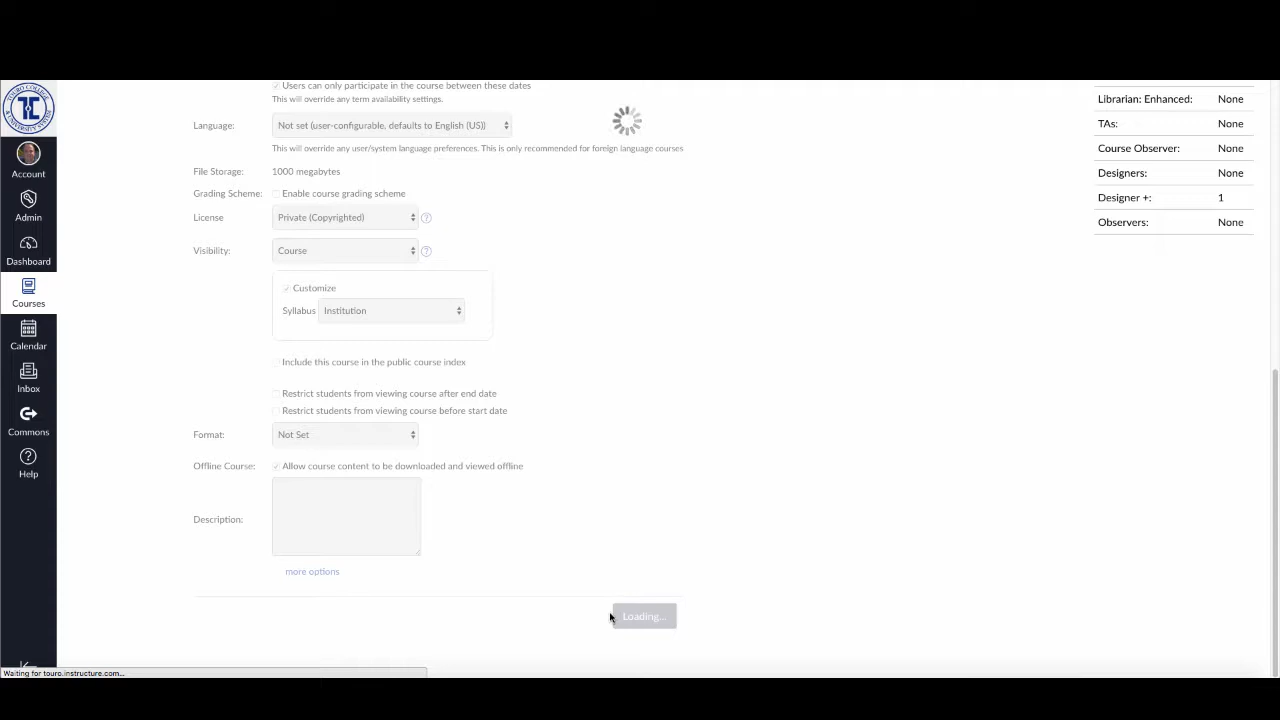 Users can only participate in the course between these dates
This will override any term availability settings.
Language: Not set (user-configurable, defaults to English (US))
This will override any user/system language preferences. This is only recommended for foreign language courses
File Storage: 1000 megabytes
Grading Scheme: Enable course grading scheme
License Private (Copyrighted) ?
Visibility: Course ?
Customize
Syllabus Institution
Include this course in the public course index
Restrict students from viewing course after end date
Restrict students from viewing course before start date
Format: Not Set
Offline Course: Allow course content to be downloaded and viewed offline
Description:
more options
Loading...
Librarian: Enhanced: None
TAs: None
Course Observer: None
Designers: None
Designer +: 1
Observers: None
Account
Admin
Dashboard
Courses
Calendar
Inbox
Commons
Help
Waiting for touro.instructure.com...